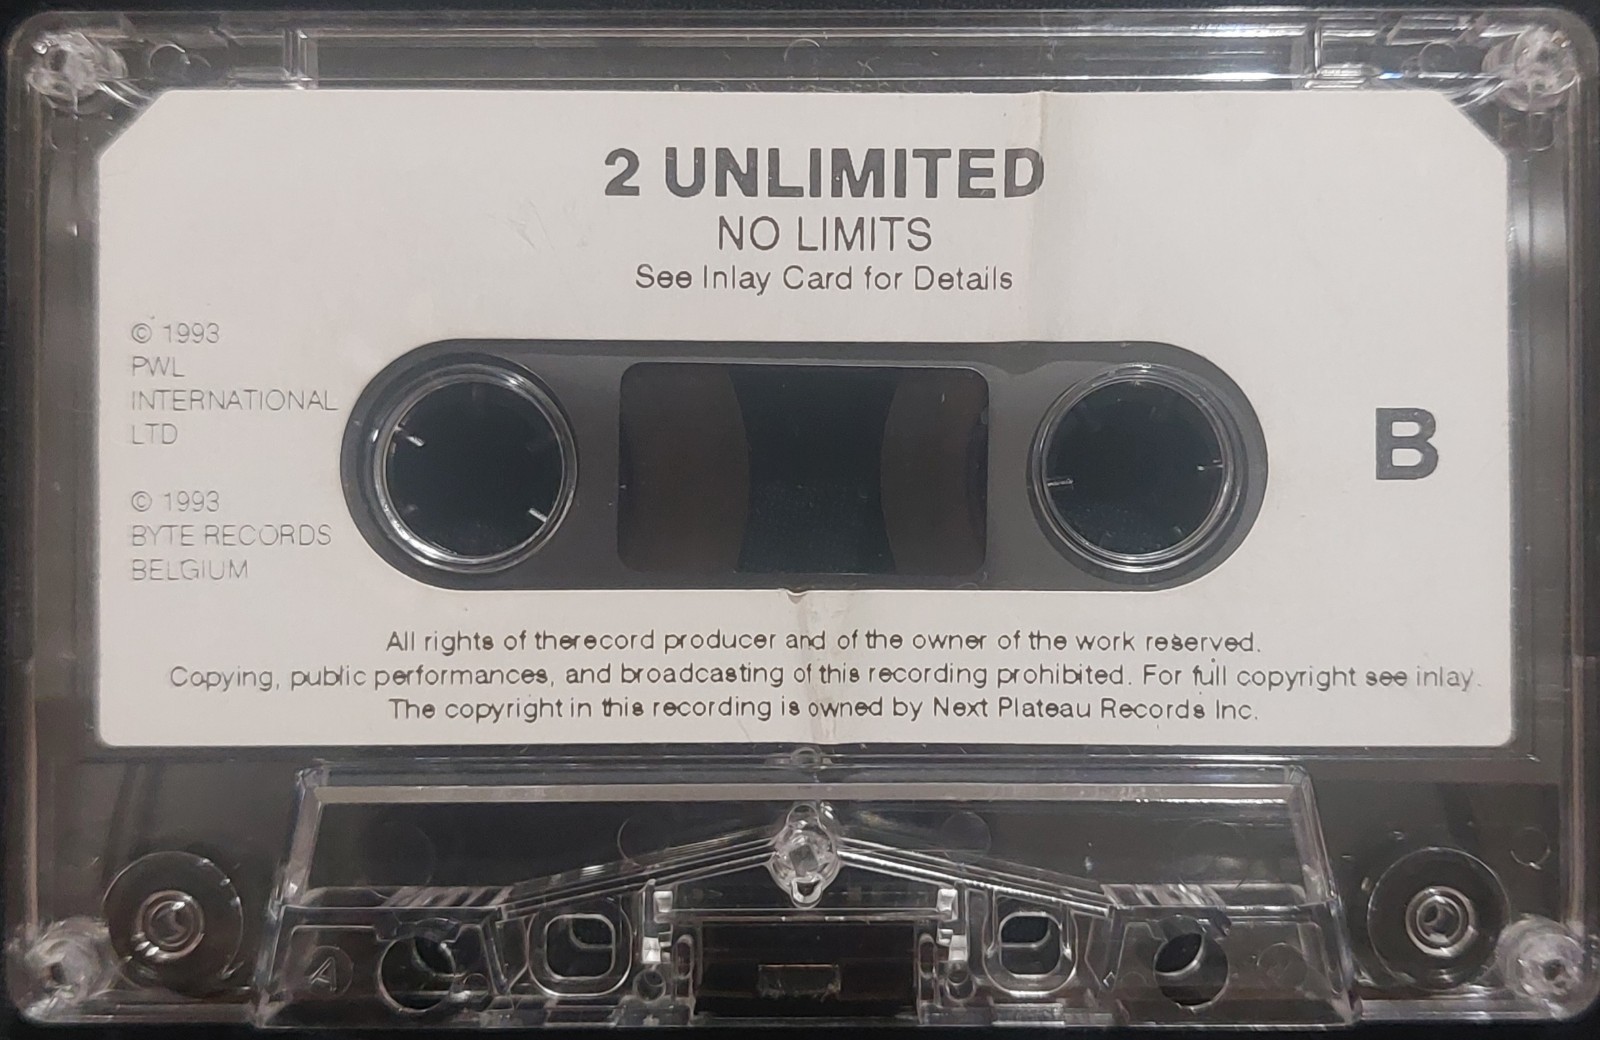 2 UNLIMITED
NO LIMITS
See Inlay Card for Details
© 1993
PWL
INTERNATIONAL
LTD
© 1993
BYTE RECORDS
BELGIUM
B
All rights of therecord producer and of the owner of the work reserved.
Copying, public performances, and broadcasting of this recording prohibited. For full copyright see inlay.
The copyright in this recording is owned by Next Plateau Records Inc.
A